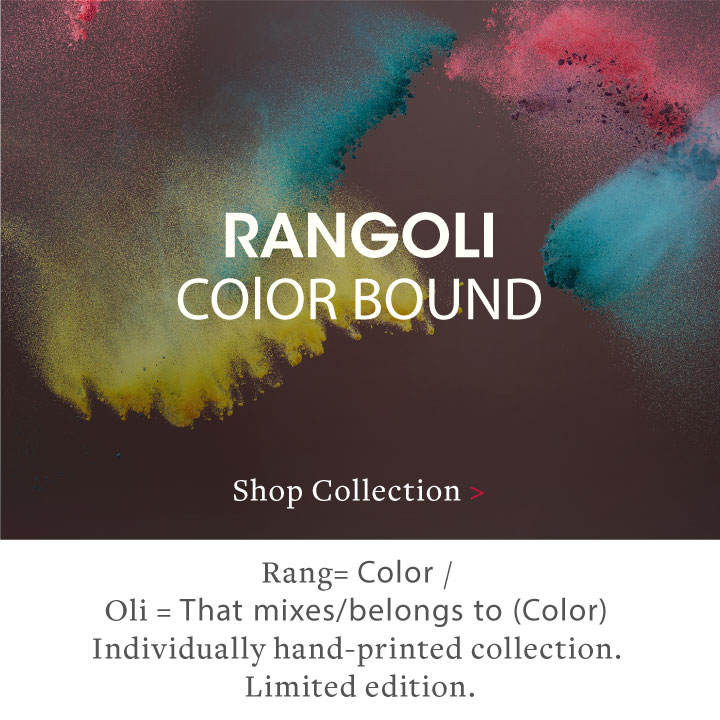 RANGOLI
COlOR BOUND
Shop Collection >
Rang= Color /
Oli = That mixes/belongs to (Color)
Individually hand-printed collection.
Limited edition.